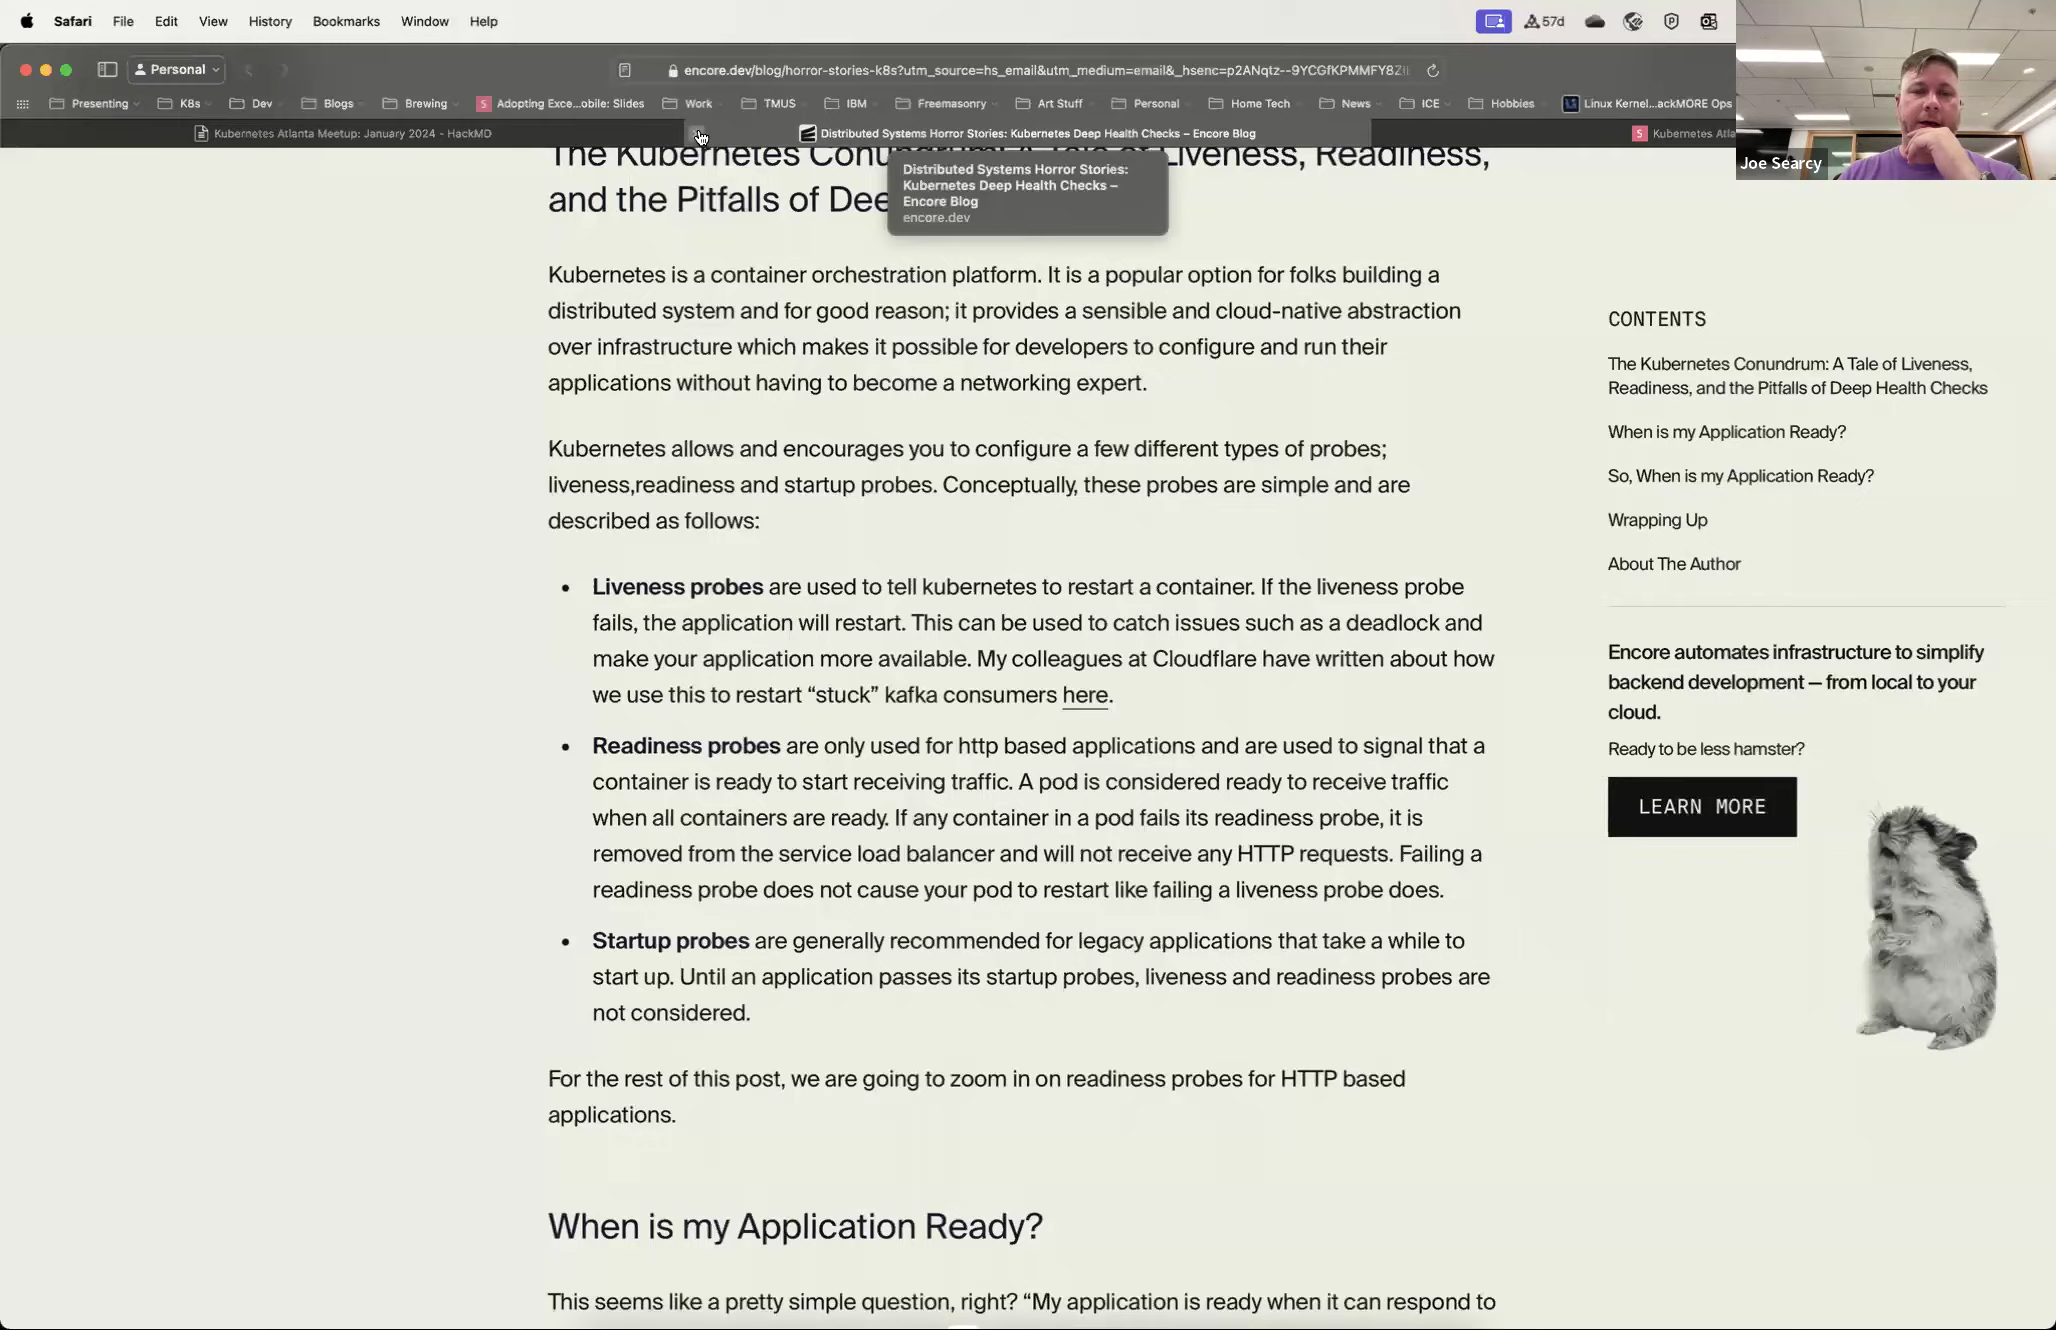 Safari File Edit View History Bookmarks Window Help
57d
Personal
encore.dev/blog/horror-stories-k8s?utm_source=hs_email&utm_medium=email&_hsenc=p2ANqtz--9YCGfKPMMFY8Z
Presenting K8s Dev Blogs Brewing Adopting Exce...obile: Slides Work TMUS IBM Freemasonry Art Stuff Personal Home Tech News ICE Hobbies Linux Kernel...ackMORE Ops
Kubernetes Atlanta Meetup: January 2024 - HackMD
Distributed Systems Horror Stories: Kubernetes Deep Health Checks – Encore Blog
Kubernetes Atla
Joe Searcy
The Kubernetes Conundrum: A Tale of Liveness, Readiness,
and the Pitfalls of Dee
Distributed Systems Horror Stories:
Kubernetes Deep Health Checks –
Encore Blog
encore.dev
Kubernetes is a container orchestration platform. It is a popular option for folks building a
distributed system and for good reason; it provides a sensible and cloud-native abstraction
over infrastructure which makes it possible for developers to configure and run their
applications without having to become a networking expert.
Kubernetes allows and encourages you to configure a few different types of probes;
liveness,readiness and startup probes. Conceptually, these probes are simple and are
described as follows:
• Liveness probes are used to tell kubernetes to restart a container. If the liveness probe
fails, the application will restart. This can be used to catch issues such as a deadlock and
make your application more available. My colleagues at Cloudflare have written about how
we use this to restart “stuck” kafka consumers here.
• Readiness probes are only used for http based applications and are used to signal that a
container is ready to start receiving traffic. A pod is considered ready to receive traffic
when all containers are ready. If any container in a pod fails its readiness probe, it is
removed from the service load balancer and will not receive any HTTP requests. Failing a
readiness probe does not cause your pod to restart like failing a liveness probe does.
• Startup probes are generally recommended for legacy applications that take a while to
start up. Until an application passes its startup probes, liveness and readiness probes are
not considered.
For the rest of this post, we are going to zoom in on readiness probes for HTTP based
applications.
When is my Application Ready?
This seems like a pretty simple question, right? “My application is ready when it can respond to
CONTENTS
The Kubernetes Conundrum: A Tale of Liveness,
Readiness, and the Pitfalls of Deep Health Checks
When is my Application Ready?
So, When is my Application Ready?
Wrapping Up
About The Author
Encore automates infrastructure to simplify
backend development — from local to your
cloud.
Ready to be less hamster?
LEARN MORE